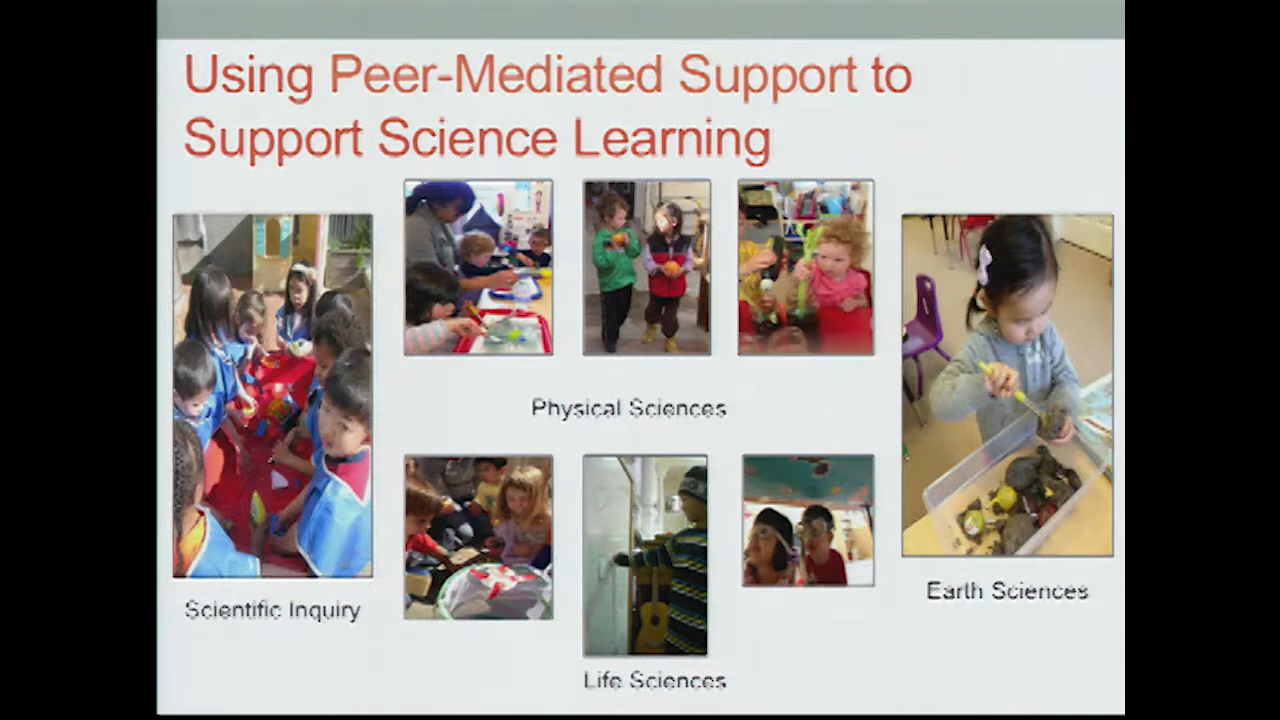 Using Peer-Mediated Support to
Support Science Learning
Physical Sciences
Earth Sciences
Scientific Inquiry
Life Sciences